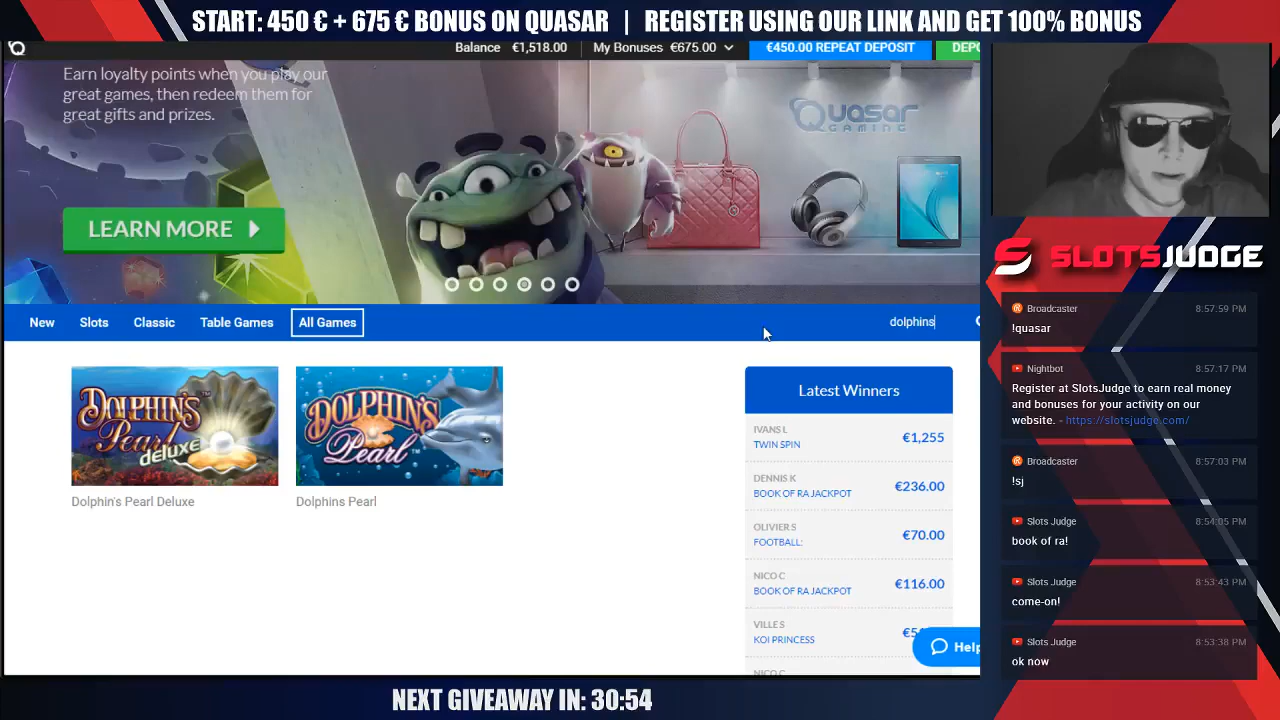 START: 450 € + 675 € BONUS ON QUASAR | REGISTER USING OUR LINK AND GET 100% BONUS
Balance €1,518.00 My Bonuses €675.00 €450.00 REPEAT DEPOSIT
Earn loyalty points when you play our
great games, then redeem them for
great gifts and prizes.
QUASAR
GAMING
LEARN MORE
New Slots Classic Table Games All Games dolphins
DOLPHIN'S Pearl deluxe™
DOLPHIN'S Pearl™
Dolphin's Pearl Deluxe
Dolphins Pearl
Latest Winners
IVANS L
TWIN SPIN €1,255
DENNIS K
BOOK OF RA JACKPOT €236.00
OLIVIER S
FOOTBALL: €70.00
NICO C
BOOK OF RA JACKPOT €116.00
VILLE S
KOI PRINCESS
NICO C
Help
SLOTSJUDGE
Broadcaster 8:57:59 PM
!quasar
Nightbot 8:57:17 PM
Register at SlotsJudge to earn real money
and bonuses for your activity on our
website. - https://slotsjudge.com/
Broadcaster 8:57:03 PM
!sj
Slots Judge 8:54:05 PM
book of ra!
Slots Judge 8:53:43 PM
come-on!
Slots Judge 8:53:38 PM
ok now
NEXT GIVEAWAY IN: 30:54